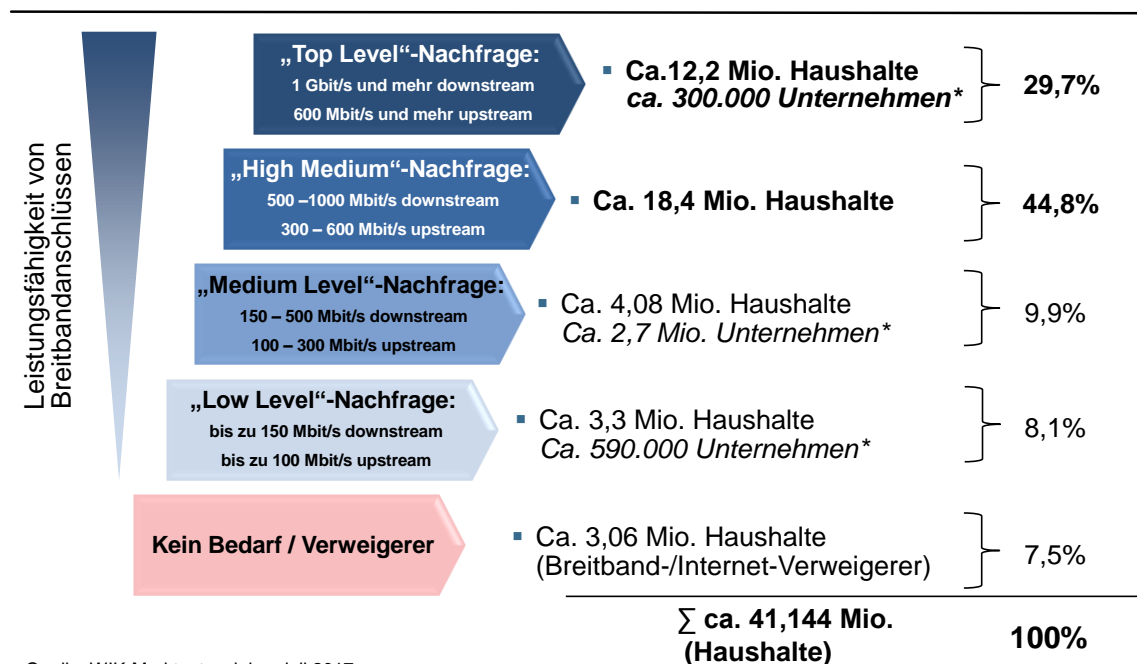 „Top Level“-Nachfrage:
1 Gbit/s und mehr downstream
600 Mbit/s und mehr upstream
▪ Ca.12,2 Mio. Haushalte
ca. 300.000 Unternehmen*
29,7%
Leistungsfähigkeit von
Breitbandanschlüssen
„High Medium“-Nachfrage:
500 –1000 Mbit/s downstream
300 – 600 Mbit/s upstream
▪ Ca. 18,4 Mio. Haushalte
44,8%
„Medium Level“-Nachfrage:
150 – 500 Mbit/s downstream
100 – 300 Mbit/s upstream
▪ Ca. 4,08 Mio. Haushalte
Ca. 2,7 Mio. Unternehmen*
9,9%
„Low Level“-Nachfrage:
bis zu 150 Mbit/s downstream
bis zu 100 Mbit/s upstream
▪ Ca. 3,3 Mio. Haushalte
Ca. 590.000 Unternehmen*
8,1%
Kein Bedarf / Verweigerer
▪ Ca. 3,06 Mio. Haushalte
(Breitband-/Internet-Verweigerer)
7,5%
∑ ca. 41,144 Mio.
(Haushalte)
100%